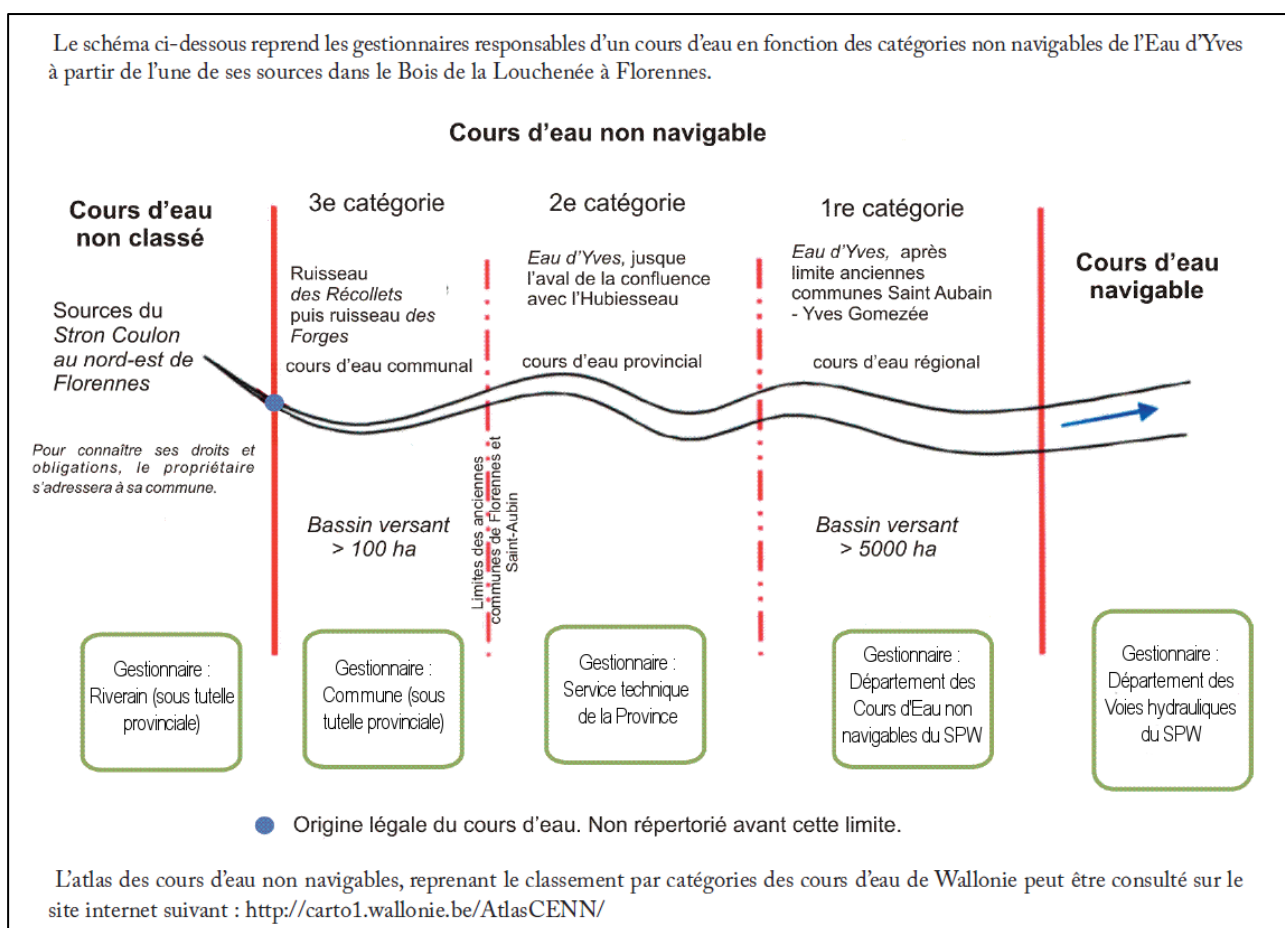 Le schéma ci-dessous reprend les gestionnaires responsables d'un cours d'eau en fonction des catégories non navigables de l'Eau d'Yves
à partir de l'une de ses sources dans le Bois de la Louchenée à Florennes.
Cours d'eau non navigable
Cours d'eau
non classé
3e catégorie
2e catégorie
1re catégorie
Cours d'eau
navigable
Sources du
Stron Coulon
au nord-est de
Florennes
Ruisseau
des Récollets
puis ruisseau des
Forges
cours d'eau communal
Eau d'Yves, jusque
l'aval de la confluence
avec l'Hubiesseau
cours d'eau provincial
Eau d'Yves, après
limite anciennes
communes Saint Aubain
- Yves Gomezée
cours d'eau régional
Pour connaître ses droits et
obligations, le propriétaire
s'adressera à sa commune.
Bassin versant
> 100 ha
Limites des anciennes
communes de Florennes et
Saint-Aubin
Bassin versant
> 5000 ha
Gestionnaire :
Riverain (sous tutelle
provinciale)
Gestionnaire :
Commune (sous
tutelle provinciale)
Gestionnaire :
Service technique
de la Province
Gestionnaire :
Département des
Cours d'Eau non
navigables du SPW
Gestionnaire :
Département des
Voies hydrauliques
du SPW
Origine légale du cours d'eau. Non répertorié avant cette limite.
L'atlas des cours d'eau non navigables, reprenant le classement par catégories des cours d'eau de Wallonie peut être consulté sur le
site internet suivant : http://carto1.wallonie.be/AtlasCENN/